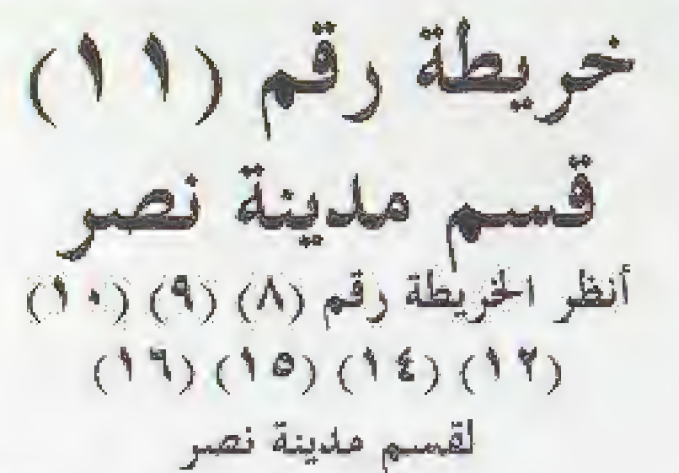 خريطة رقم (١١)
قسم مدينة نصر
أنظر الخريطة رقم (٨) (٩) (١٠)
(١٢) (١٤) (١٥) (١٦)
لقسم مدينة نصر